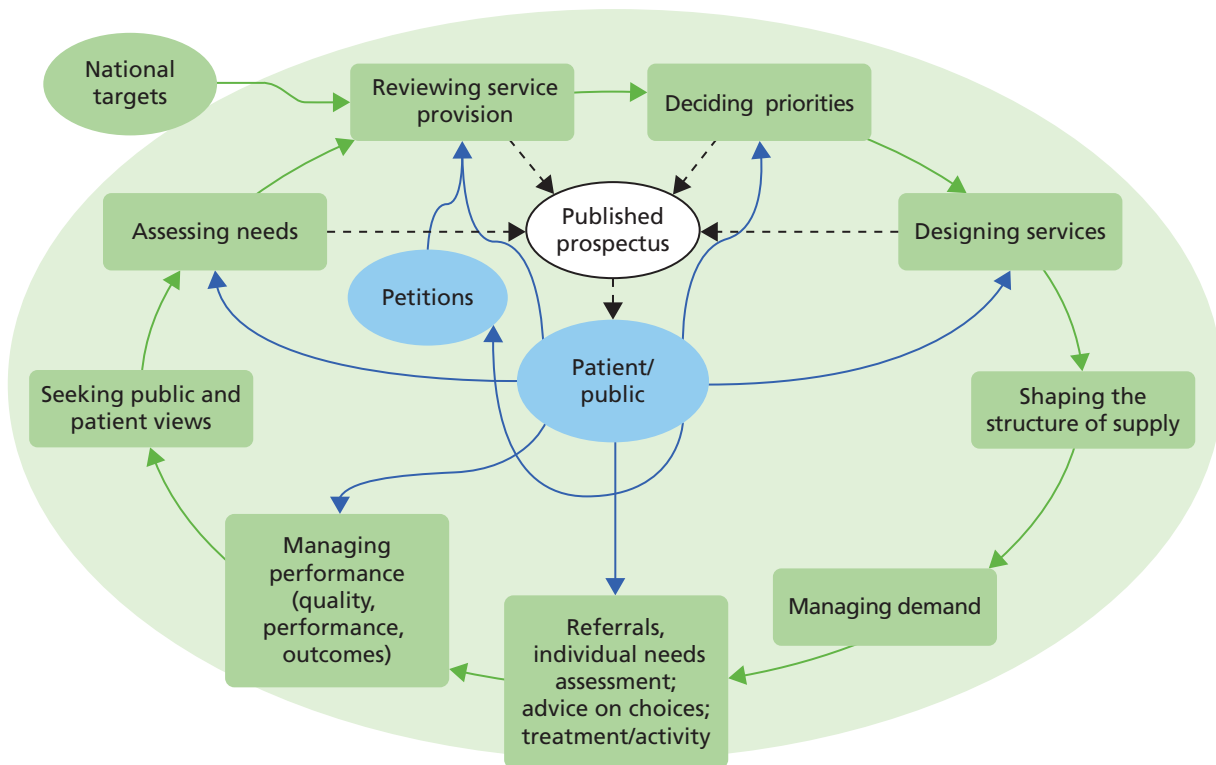 National
targets
Reviewing service
provision
Deciding priorities
Assessing needs
Published
prospectus
Designing services
Petitions
Patient/
public
Seeking public and
patient views
Shaping the
structure of supply
Managing
performance
(quality,
performance,
outcomes)
Referrals,
individual needs
assessment;
advice on choices;
treatment/activity
Managing demand